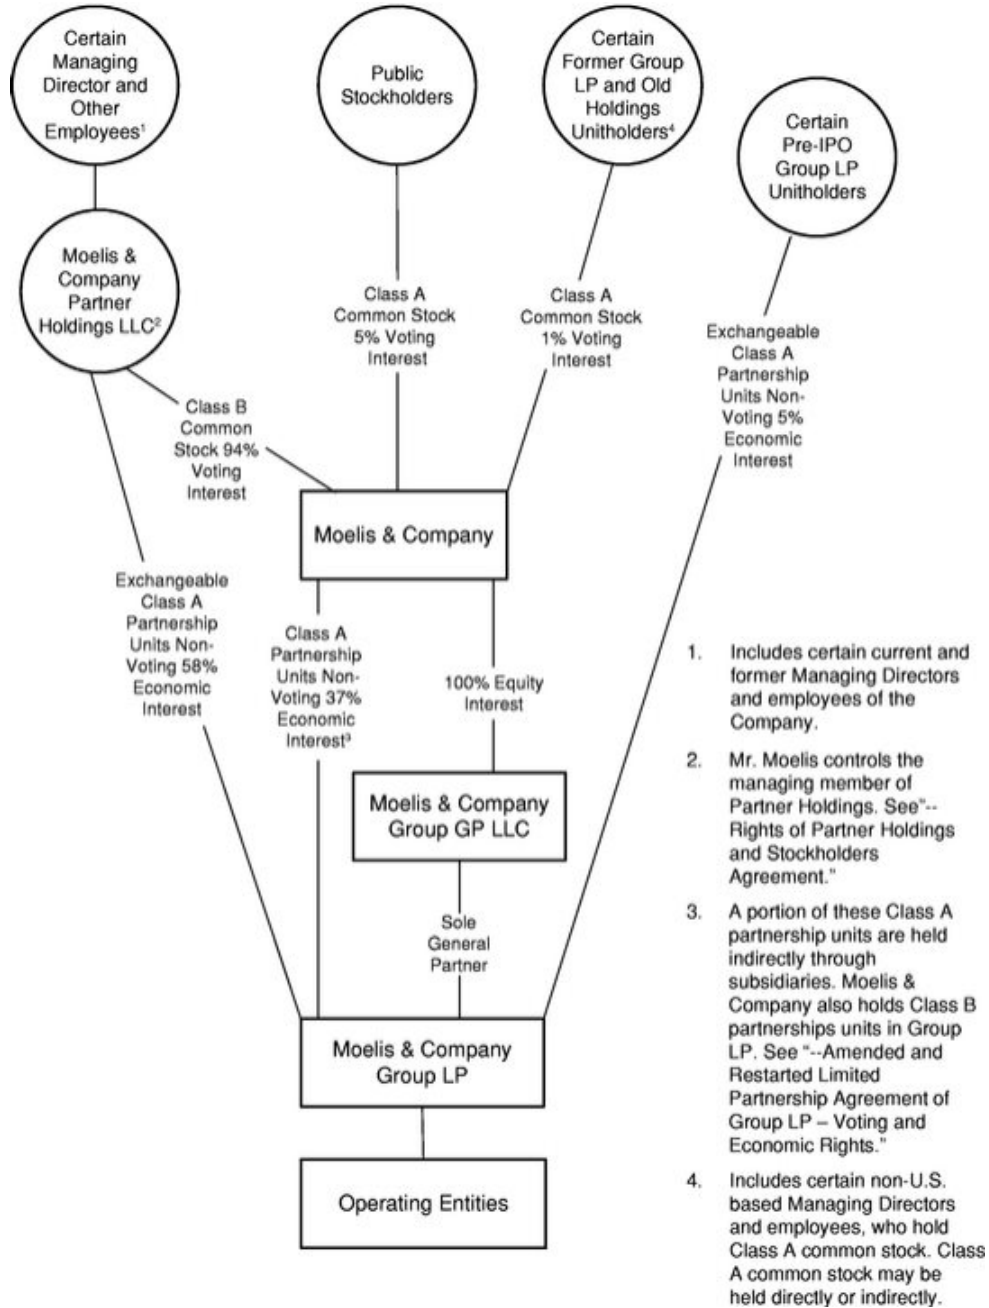 Certain
Managing
Director and
Other
Employees¹
Public
Stockholders
Certain
Former Group
LP and Old
Holdings
Unitholders⁴
Certain
Pre-IPO
Group LP
Unitholders
Moelis &
Company
Partner
Holdings LLC²
Class A
Common Stock
5% Voting
Interest
Class A
Common Stock
1% Voting
Interest
Exchangeable
Class A
Partnership
Units Non-
Voting 5%
Economic
Interest
Class B
Common
Stock 94%
Voting
Interest
Moelis & Company
Exchangeable
Class A
Partnership
Units Non-
Voting 58%
Economic
Interest
Class A
Partnership
Units Non-
Voting 37%
Economic
Interest³
100% Equity
Interest
Moelis & Company
Group GP LLC
Sole
General
Partner
Moelis & Company
Group LP
Operating Entities
1. Includes certain current and
former Managing Directors
and employees of the
Company.
2. Mr. Moelis controls the
managing member of
Partner Holdings. See"--
Rights of Partner Holdings
and Stockholders
Agreement."
3. A portion of these Class A
partnership units are held
indirectly through
subsidiaries. Moelis &
Company also holds Class B
partnerships units in Group
LP. See "--Amended and
Restarted Limited
Partnership Agreement of
Group LP – Voting and
Economic Rights."
4. Includes certain non-U.S.
based Managing Directors
and employees, who hold
Class A common stock. Class
A common stock may be
held directly or indirectly.